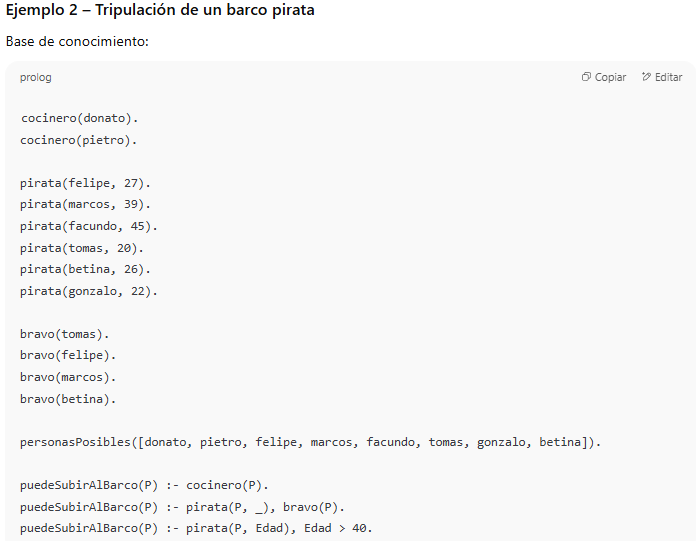 Ejemplo 2 – Tripulación de un barco pirata
Base de conocimiento:
prolog
Copiar
Editar
cocinero(donato).
cocinero(pietro).
pirata(felipe, 27).
pirata(marcos, 39).
pirata(facundo, 45).
pirata(tomas, 20).
pirata(betina, 26).
pirata(gonzalo, 22).
bravo(tomas).
bravo(felipe).
bravo(marcos).
bravo(betina).
personasPosibles([donato, pietro, felipe, marcos, facundo, tomas, gonzalo, betina]).
puedeSubirAlBarco(P) :- cocinero(P).
puedeSubirAlBarco(P) :- pirata(P, _), bravo(P).
puedeSubirAlBarco(P) :- pirata(P, Edad), Edad > 40.